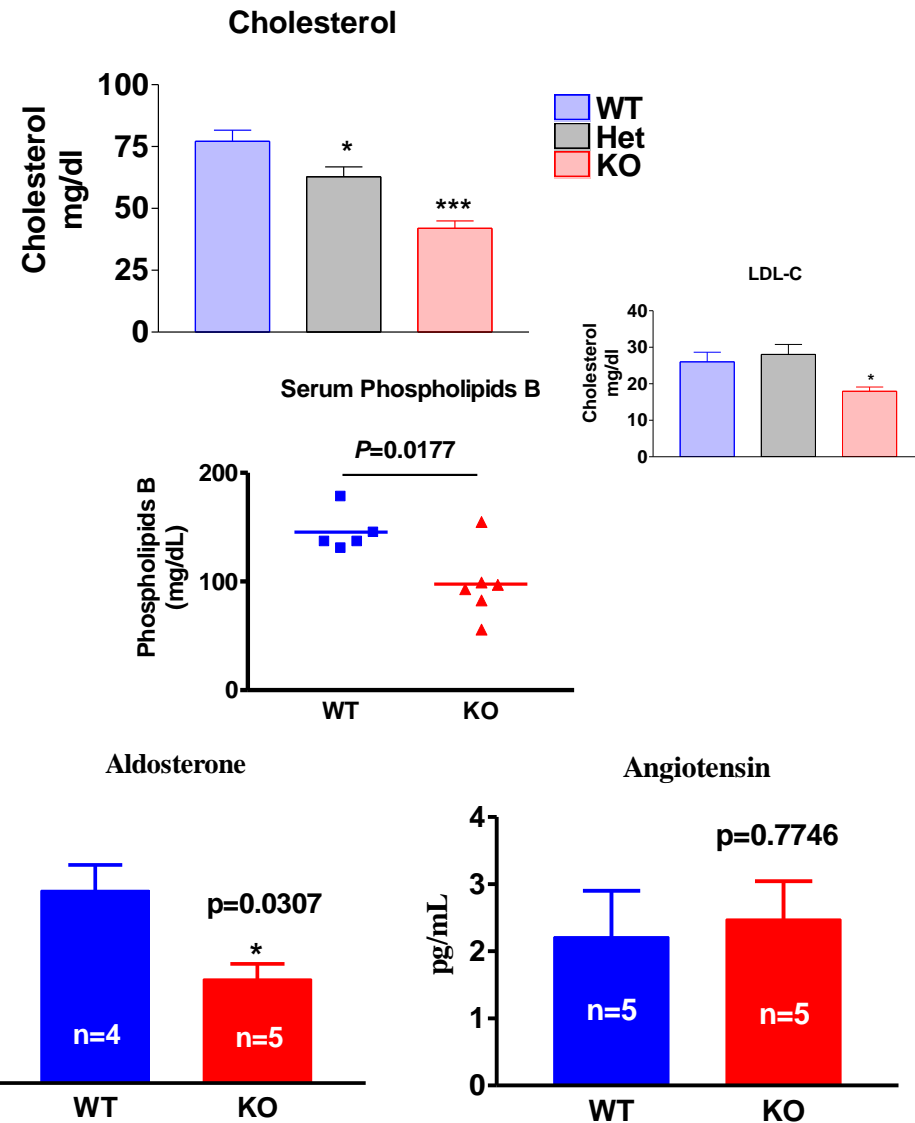 Cholesterol
Cholesterol
mg/dl
100
75
50
25
0
*
***
WT
Het
KO
LDL-C
Cholesterol
mg/dl
40
30
20
10
0
*
Serum Phospholipids B
P=0.0177
Phospholipids B
(mg/dL)
200
100
0
WT KO
Aldosterone
p=0.0307
*
n=4
n=5
WT KO
Angiotensin
pg/mL
4
3
2
1
0
p=0.7746
n=5
n=5
WT KO